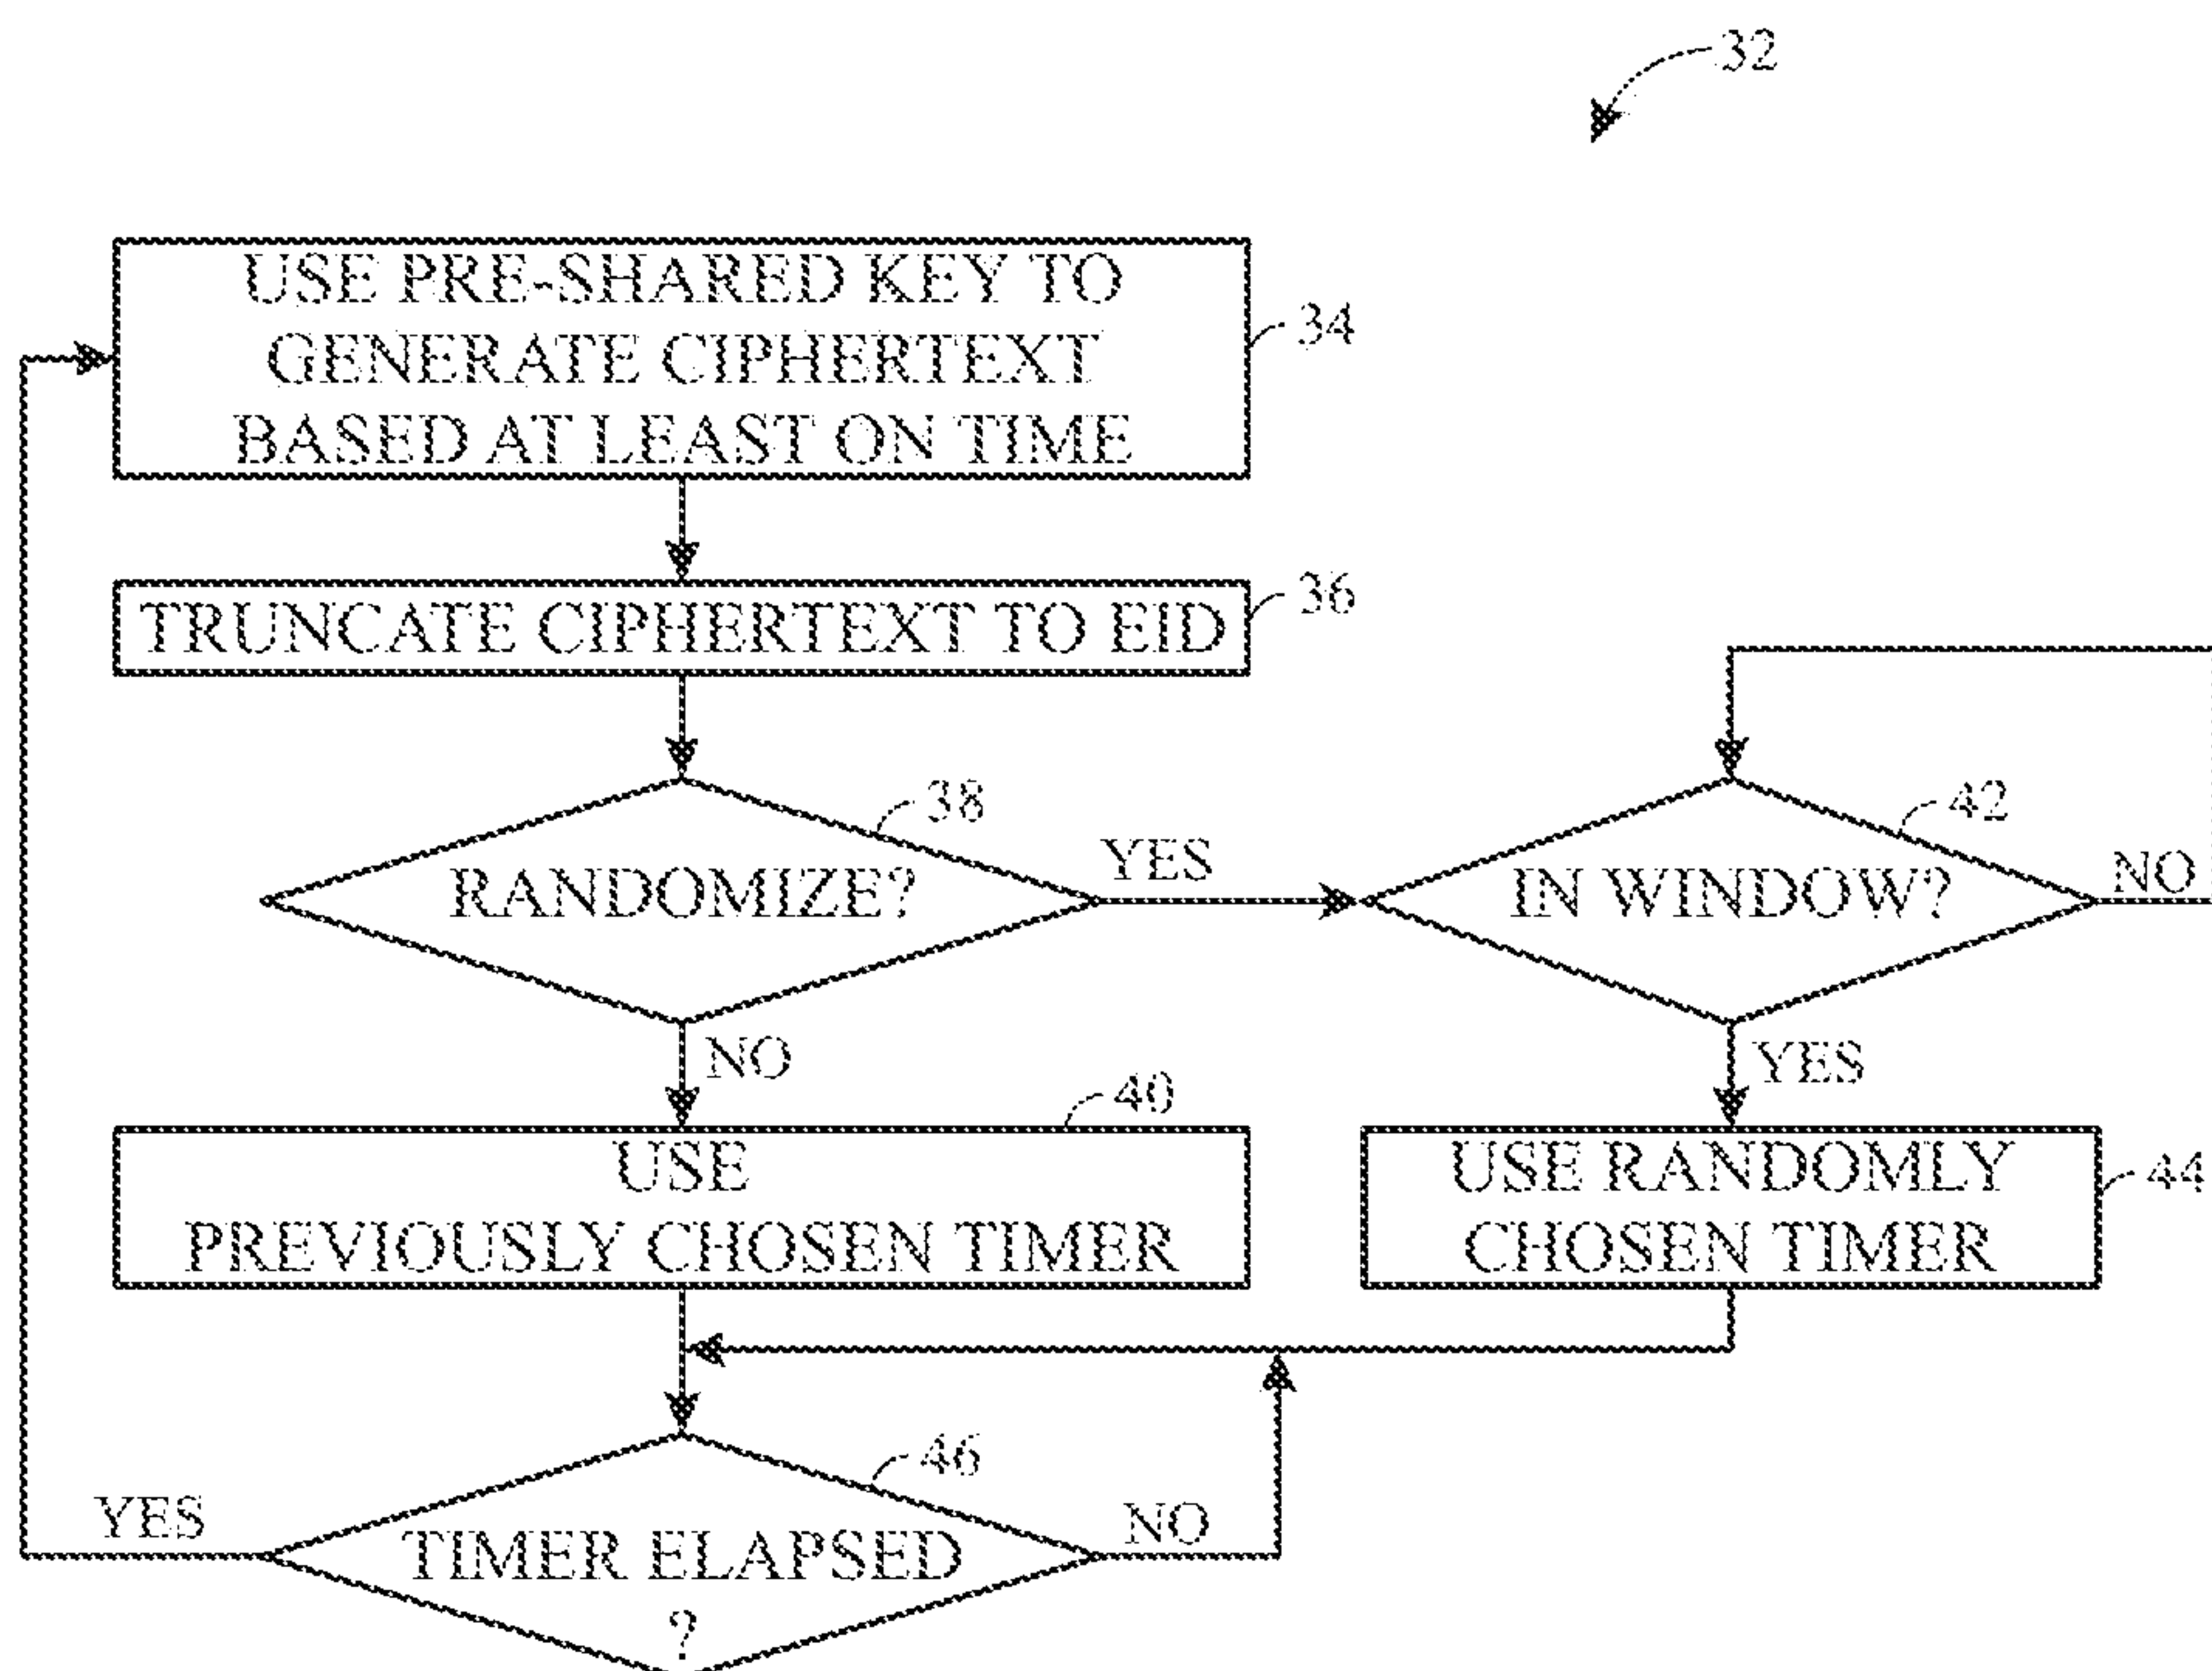 32
USE PRE-SHARED KEY TO
GENERATE CIPHERTEXT
BASED AT LEAST ON TIME
34
TRUNCATE CIPHERTEXT TO EID
36
RANDOMIZE?
38
YES
NO
IN WINDOW?
42
NO
YES
USE
PREVIOUSLY CHOSEN TIMER
40
USE RANDOMLY
CHOSEN TIMER
44
TIMER ELAPSED
?
46
YES
NO